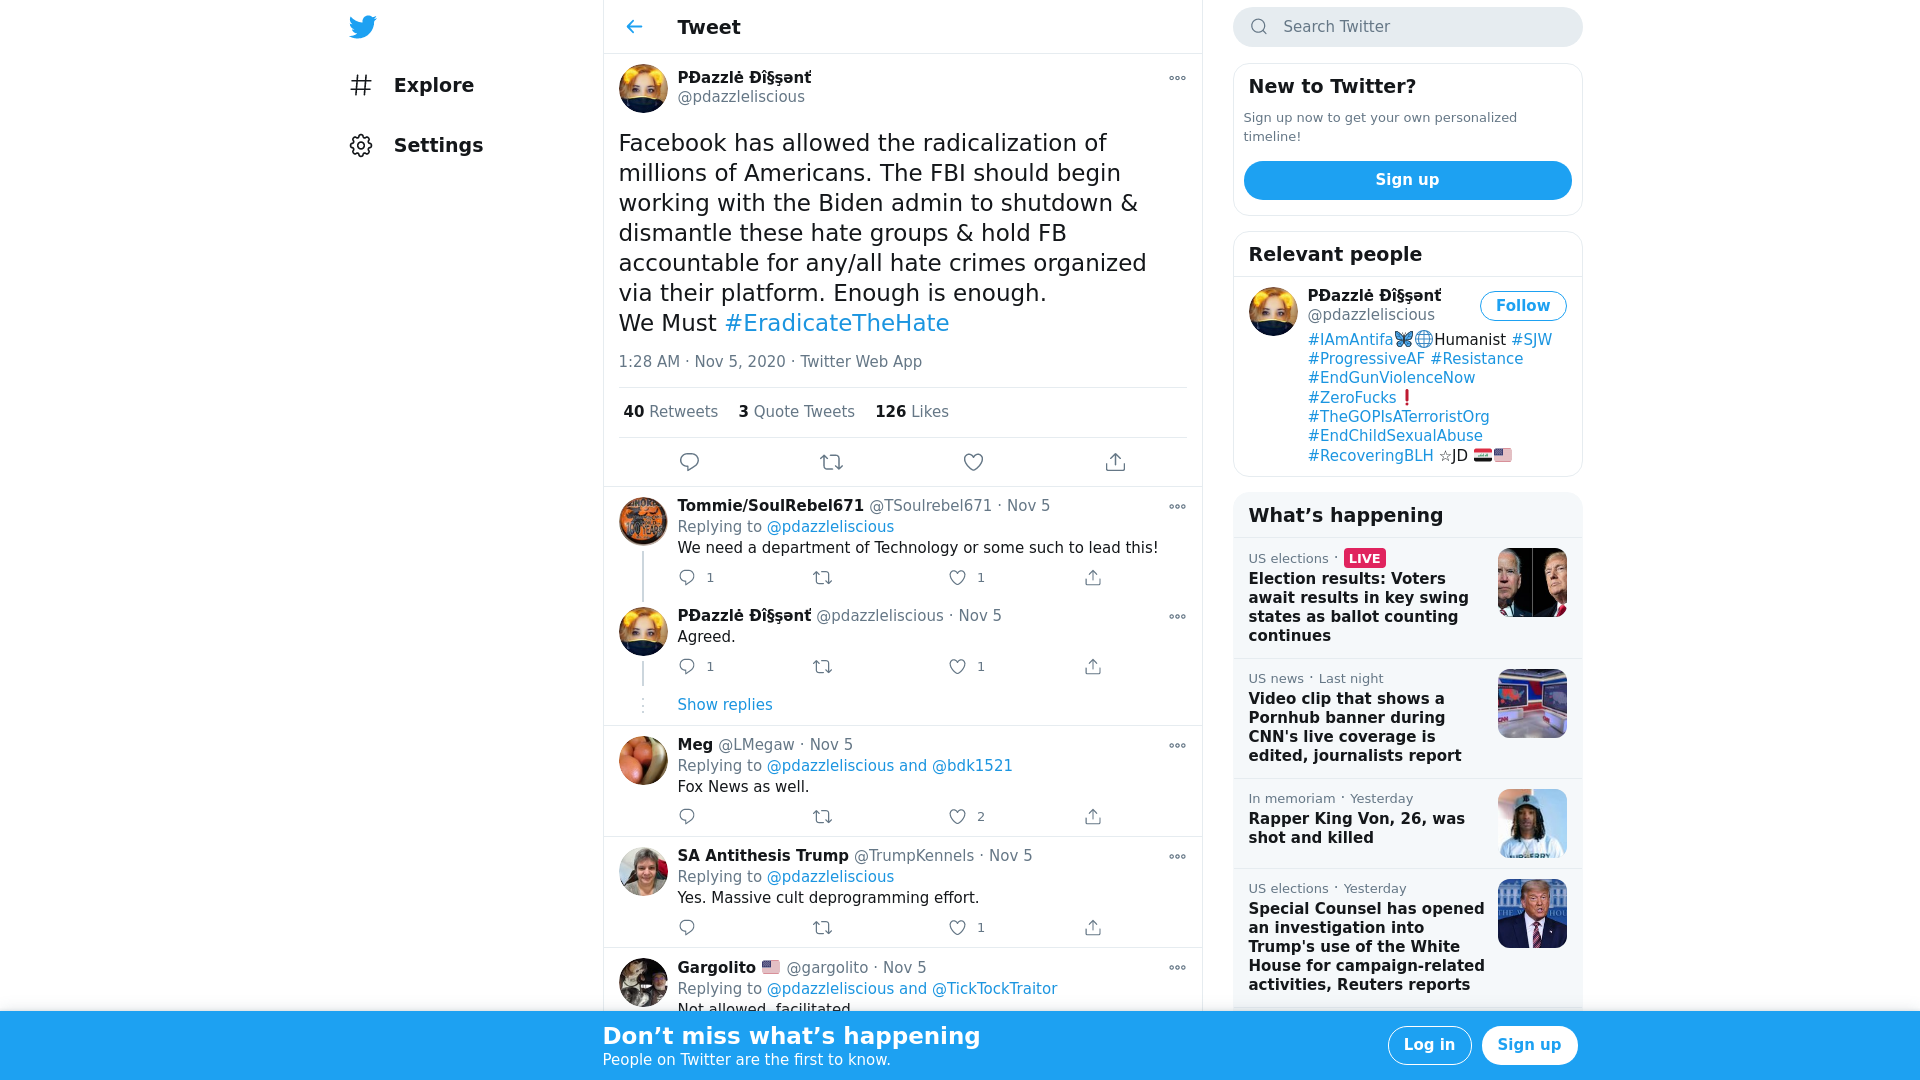 Explore
Settings
Tweet
PĐazzlė Đî§şənť
@pdazzleliscious
Facebook has allowed the radicalization of
millions of Americans. The FBI should begin
working with the Biden admin to shutdown &
dismantle these hate groups & hold FB
accountable for any/all hate crimes organized
via their platform. Enough is enough.
We Must #EradicateTheHate
1:28 AM · Nov 5, 2020 · Twitter Web App
40 Retweets 3 Quote Tweets 126 Likes
Tommie/SoulRebel671 @TSoulrebel671 · Nov 5
Replying to @pdazzleliscious
We need a department of Technology or some such to lead this!
1 1
PĐazzlė Đî§şənť @pdazzleliscious · Nov 5
Agreed.
1 1
Show replies
Meg @LMegaw · Nov 5
Replying to @pdazzleliscious and @bdk1521
Fox News as well.
2
SA Antithesis Trump @TrumpKennels · Nov 5
Replying to @pdazzleliscious
Yes. Massive cult deprogramming effort.
1
Gargolito @gargolito · Nov 5
Replying to @pdazzleliscious and @TickTockTraitor
Not allowed, facilitated
Search Twitter
New to Twitter?
Sign up now to get your own personalized
timeline!
Sign up
Relevant people
PĐazzlė Đî§şənť
@pdazzleliscious
Follow
#IAmAntifa🦋🌐Humanist #SJW
#ProgressiveAF #Resistance
#EndGunViolenceNow
#ZeroFucks❗
#TheGOPIsATerroristOrg
#EndChildSexualAbuse
#RecoveringBLH ☆JD 🇮🇶🇺🇸
What’s happening
US elections · LIVE
Election results: Voters
await results in key swing
states as ballot counting
continues
US news · Last night
Video clip that shows a
Pornhub banner during
CNN's live coverage is
edited, journalists report
In memoriam · Yesterday
Rapper King Von, 26, was
shot and killed
US elections · Yesterday
Special Counsel has opened
an investigation into
Trump's use of the White
House for campaign-related
activities, Reuters reports
Don’t miss what’s happening
People on Twitter are the first to know.
Log in
Sign up